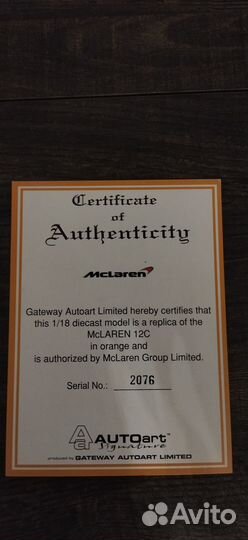 Certificate
of
Authenticity
McLaren
Gateway Autoart Limited hereby certifies that
this 1/18 diecast model is a replica of the
McLAREN 12C
in orange and
is authorized by McLaren Group Limited.
Serial No.: 2076
AA AUTOart
Signature
produced by GATEWAY AUTOART LIMITED
Avito